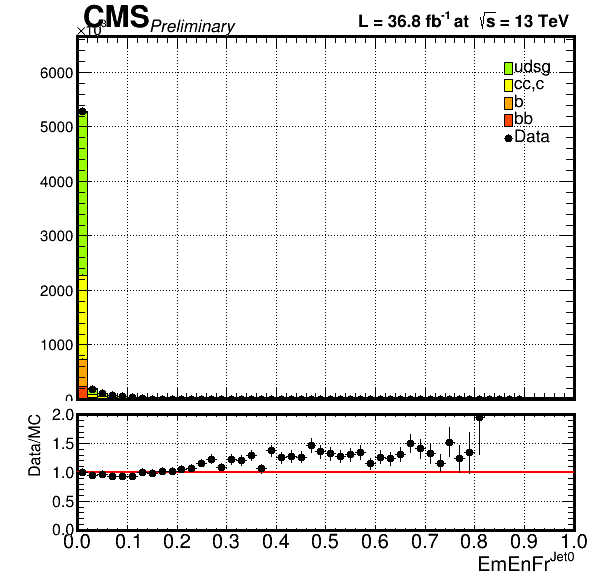 CMS Preliminary L = 36.8 fb⁻¹ at √s = 13 TeV
×10³
6000
5000
4000
3000
2000
1000
0
udsg
cc,c
b
bb
Data
Data/MC
2.0
1.5
1.0
0.5
0.0
0.0 0.1 0.2 0.3 0.4 0.5 0.6 0.7 0.8 0.9 1.0
EmEnFr^Jet0